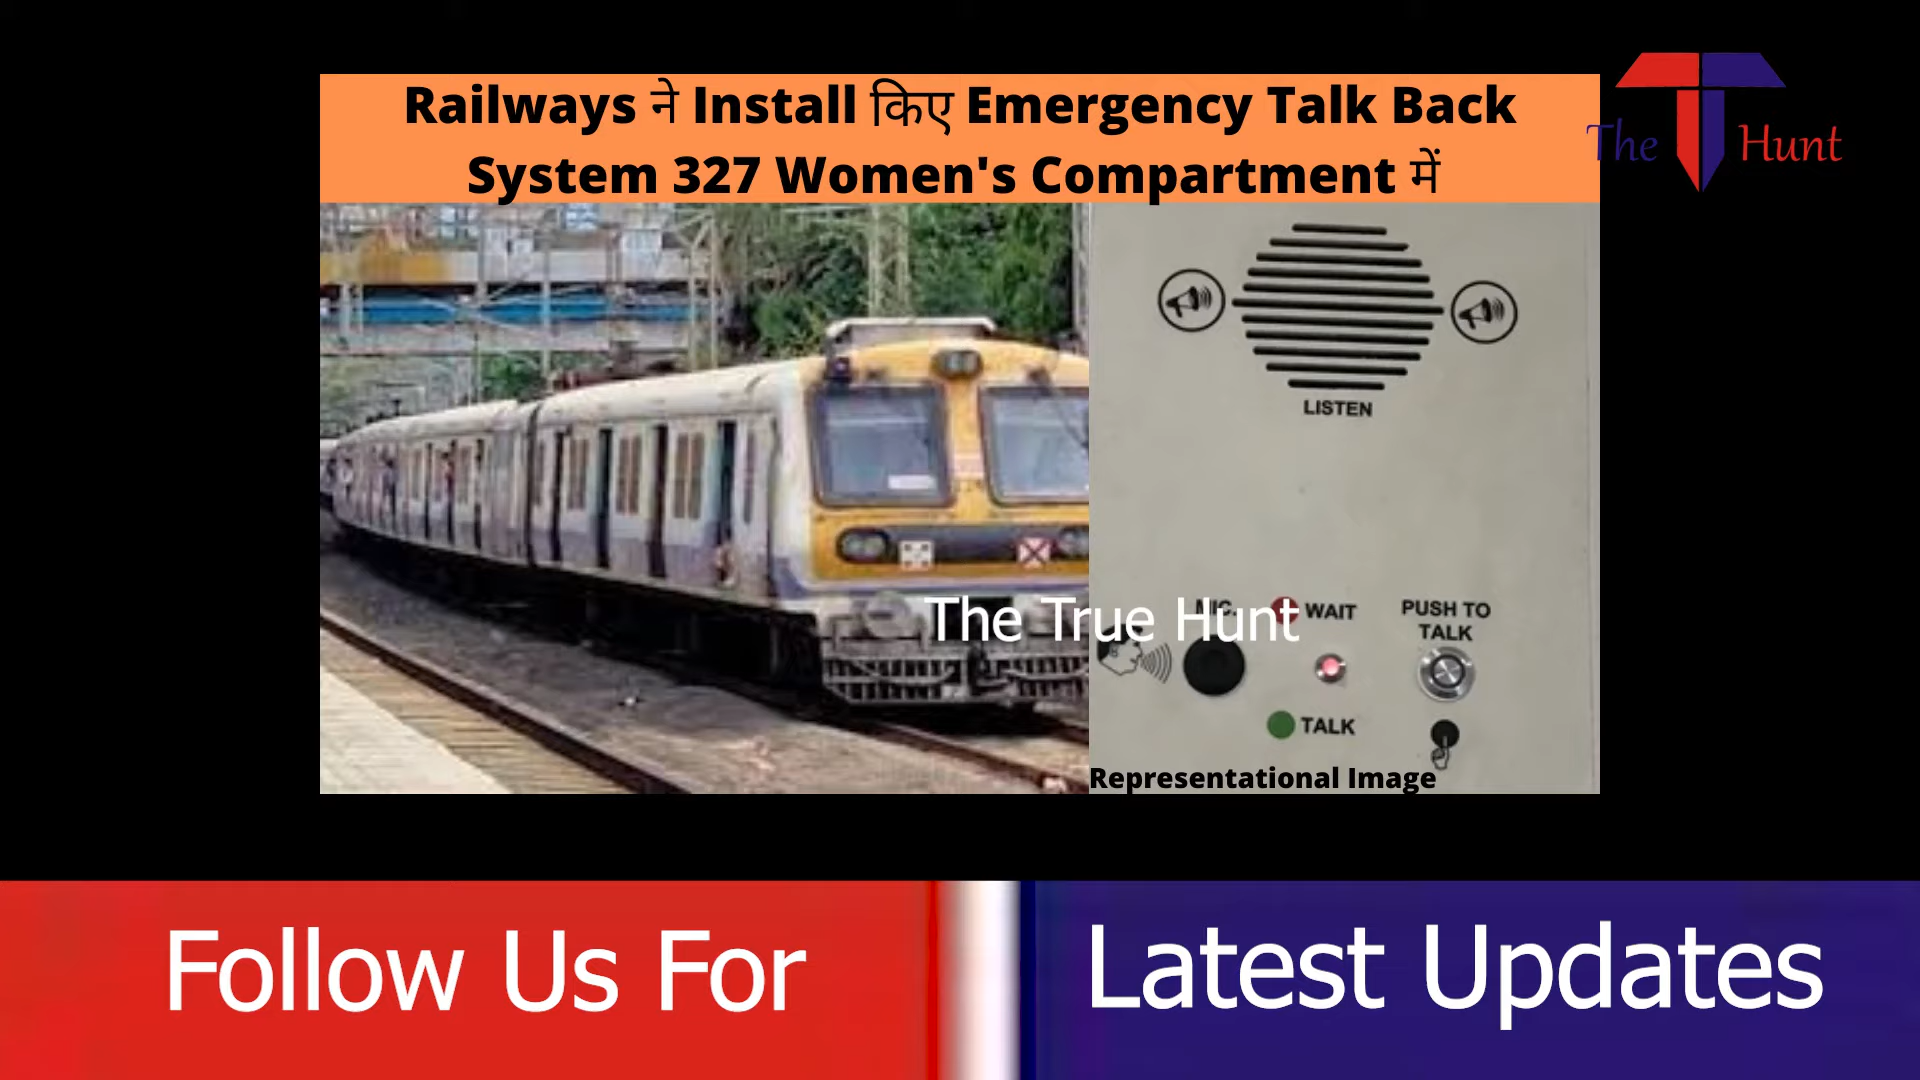 Railways ने Install किए Emergency Talk Back
System 327 Women's Compartment में
The Hunt
LISTEN
MIC.
WAIT
PUSH TO
TALK
The True Hunt
TALK
Representational Image
Follow Us For
Latest Updates